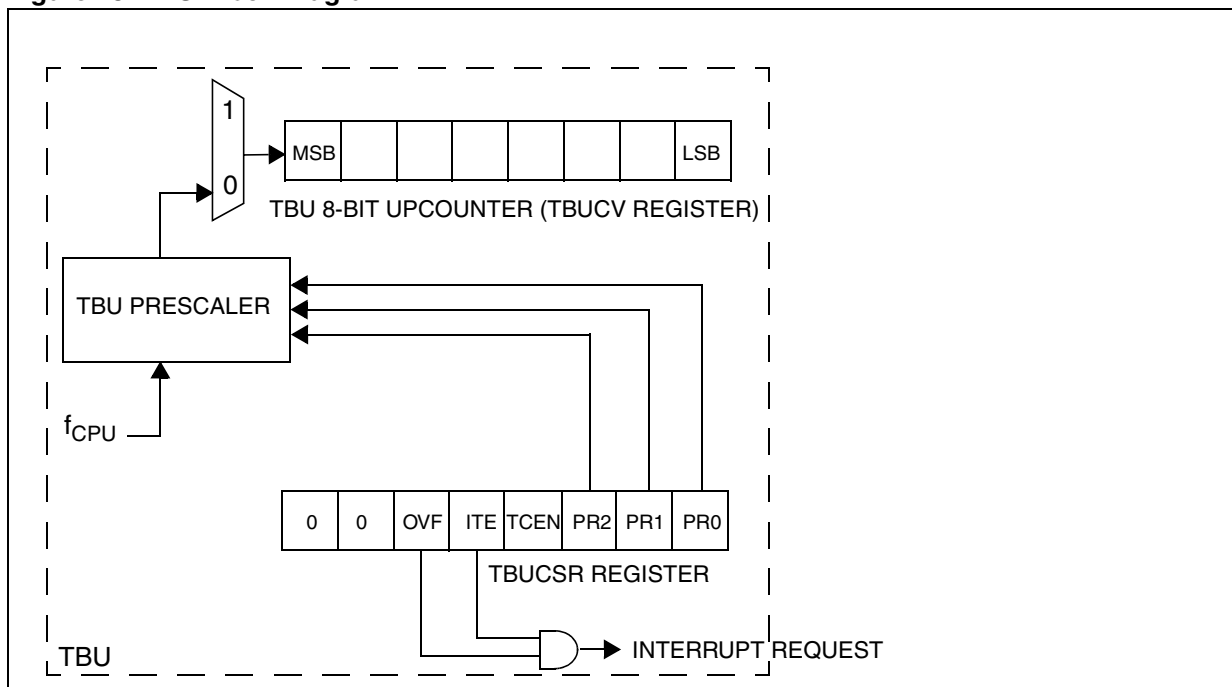 1
MSB
LSB
0
TBU 8-BIT UPCOUNTER (TBUCV REGISTER)
TBU PRESCALER
fCPU
0 0 OVF ITE TCEN PR2 PR1 PR0
TBUCSR REGISTER
TBU
INTERRUPT REQUEST